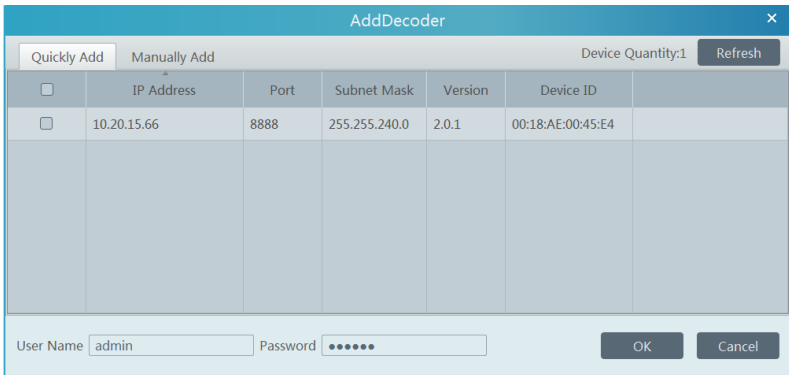 AddDecoder
Quickly Add Manually Add Device Quantity:1 Refresh
IP Address Port Subnet Mask Version Device ID
10.20.15.66 8888 255.255.240.0 2.0.1 00:18:AE:00:45:E4
User Name admin Password •••••• OK Cancel